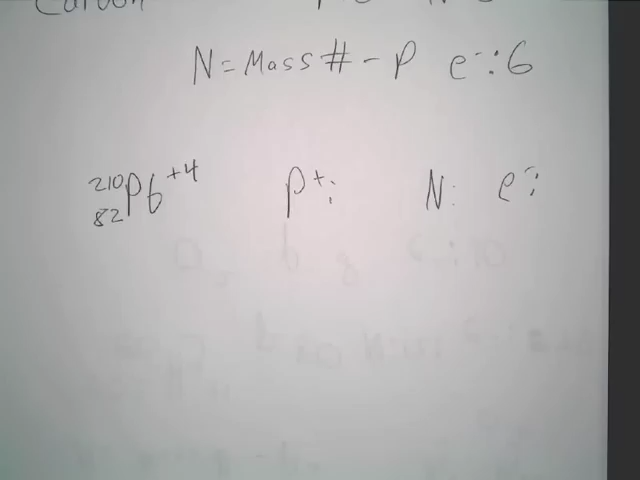 Carbon
N = Mass # - P e⁻: 6
²¹⁰₈₂Pb⁺⁴ P⁺: N: e⁻: